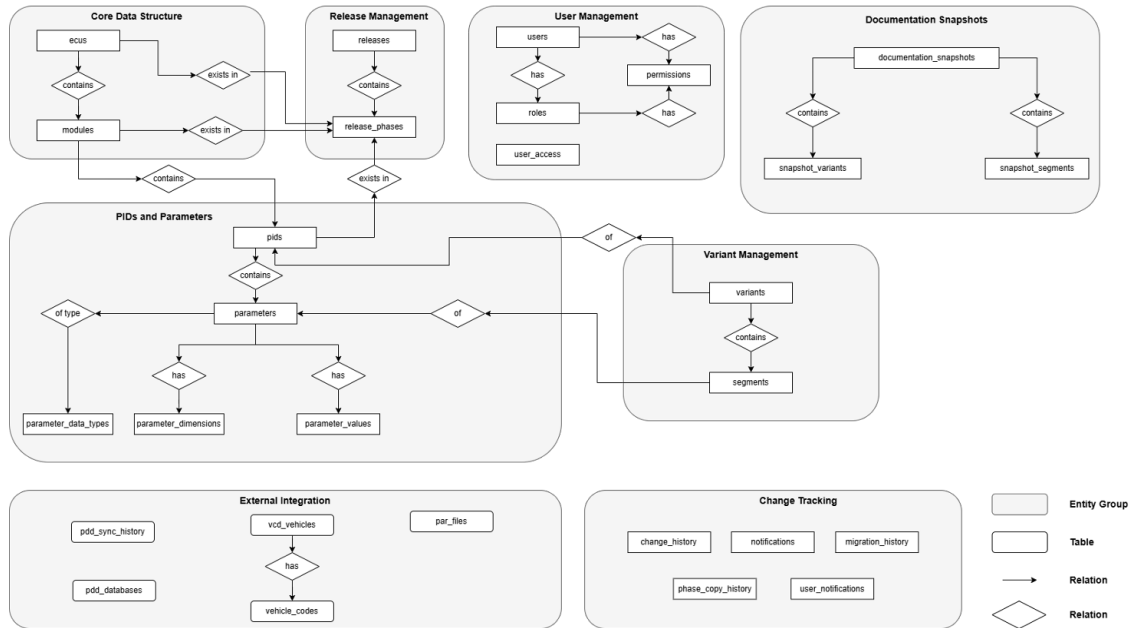 Core Data Structure
ecus
contains
modules
exists in
exists in
Release Management
releases
contains
release_phases
User Management
users
has
permissions
has
roles
has
user_access
Documentation Snapshots
documentation_snapshots
contains
contains
snapshot_variants
snapshot_segments
contains
exists in
PIDs and Parameters
pids
contains
parameters
of type
has
has
parameter_data_types
parameter_dimensions
parameter_values
of
of
Variant Management
variants
contains
segments
External Integration
pdd_sync_history
vcd_vehicles
par_files
has
pdd_databases
vehicle_codes
Change Tracking
change_history
notifications
migration_history
phase_copy_history
user_notifications
Entity Group
Table
Relation
Relation